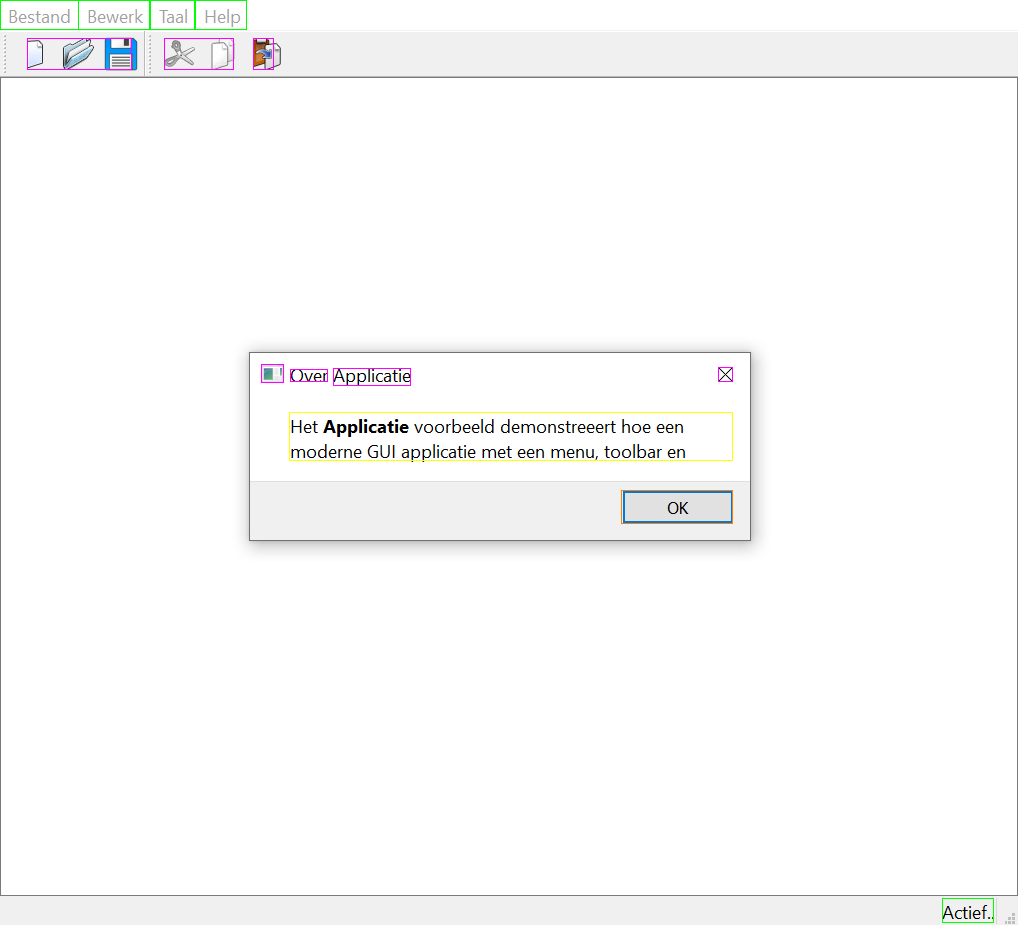 Bestand Bewerk Taal Help
Over Applicatie
Het Applicatie voorbeeld demonstreeert hoe een
moderne GUI applicatie met een menu, toolbar en
OK
Actief..